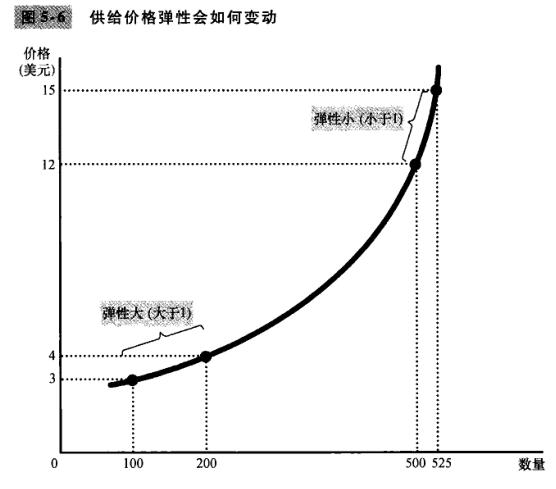 图 5-6 供给价格弹性会如何变动
价格
(美元)
15
弹性小 (小于1)
12
弹性大 (大于1)
4
3
0
100
200
500
525
数量